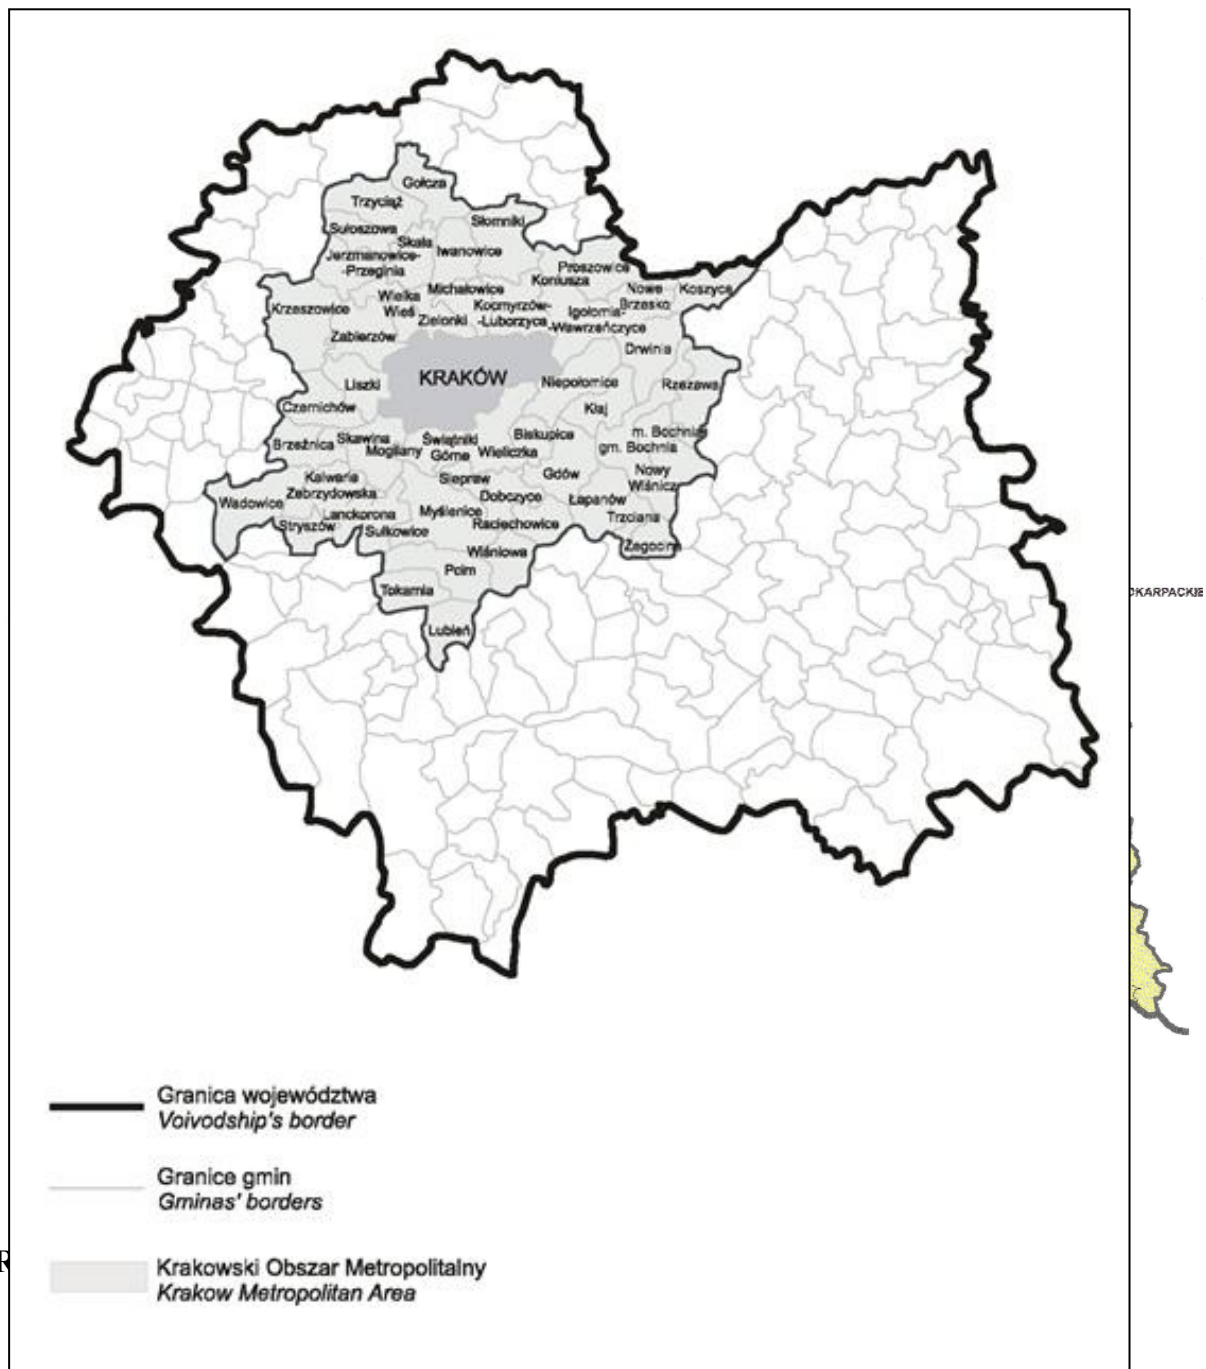 Gołcza
Trzyciąż
Słomniki
Sułoszowa
Skała
Iwanowice
Jerzmanowice-
-Przeginia
Proszowice
Koniusza
Michałowice
Nowe
Brzesko
Koszyce
Wielka
Wieś
Krzeszowice
Kocmyrzów-
-Luborzyca
Igołomia-
-Wawrzeńczyce
Zielonki
Zabierzów
Drwinia
KRAKÓW
Liszki
Niepołomice
Rzezawa
Czernichów
Kłaj
Brzeźnica
Skawina
Mogilany
Świątniki
Górne
Wieliczka
Biskupice
m. Bochnia
gm. Bochnia
Kalwaria
Zebrzydowska
Siepraw
Gdów
Nowy
Wiśnicz
Wadowice
Dobczyce
Łapanów
Lanckorona
Myślenice
Trzciana
Stryszów
Sułkowice
Raciechowice
Żegocina
Wiśniowa
Pcim
Tokarnia
Lubień
OKARPACKIE
Granica województwa
Voivodship's border
Granice gmin
Gminas' borders
R
Krakowski Obszar Metropolitalny
Krakow Metropolitan Area